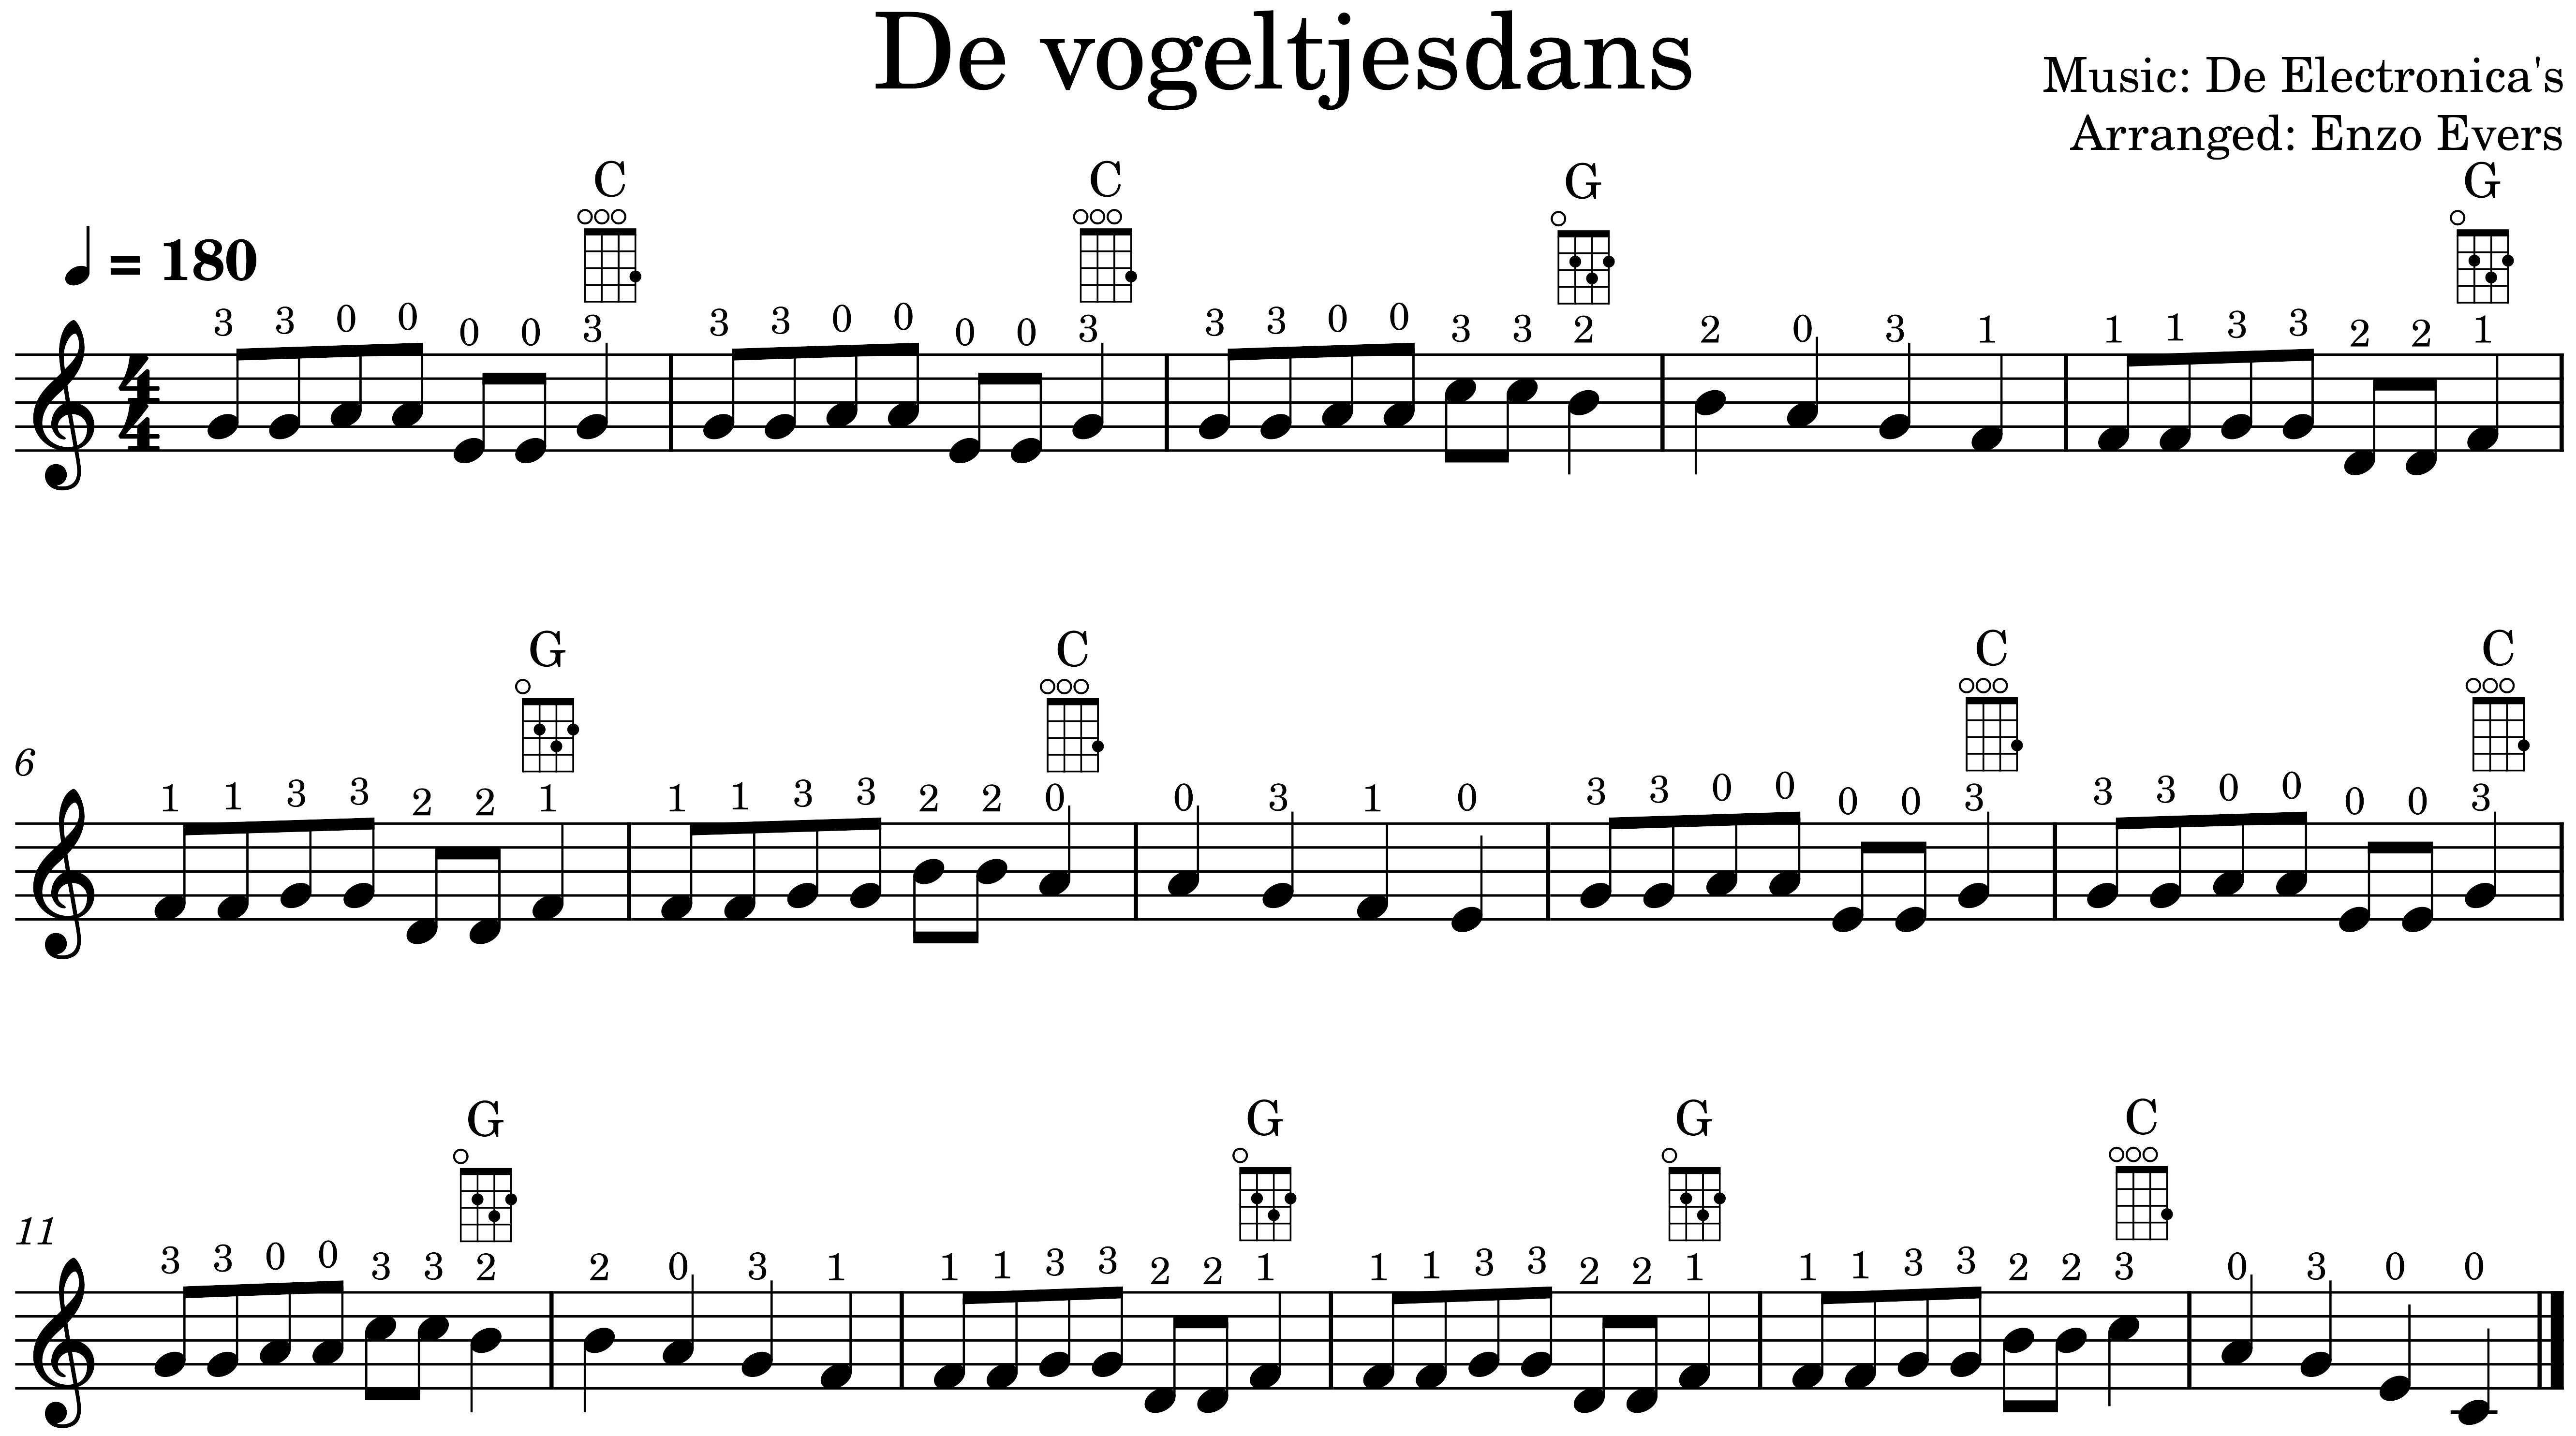 De vogeltjesdans
Music: De Electronica's
Arranged: Enzo Evers
C C G G
= 180
3 3 0 0 0 0 3 3 3 0 0 0 0 3 3 3 0 0 3 3 2 2 0 3 1 1 1 3 3 2 2 1
4
4
G C C C
6
1 1 3 3 2 2 1 1 1 3 3 2 2 0 0 3 1 0 3 3 0 0 0 0 3 3 3 0 0 0 0 3
G G G C
11
3 3 0 0 3 3 2 2 0 3 1 1 1 3 3 2 2 1 1 1 3 3 2 2 1 1 1 3 3 2 2 3 0 3 0 0